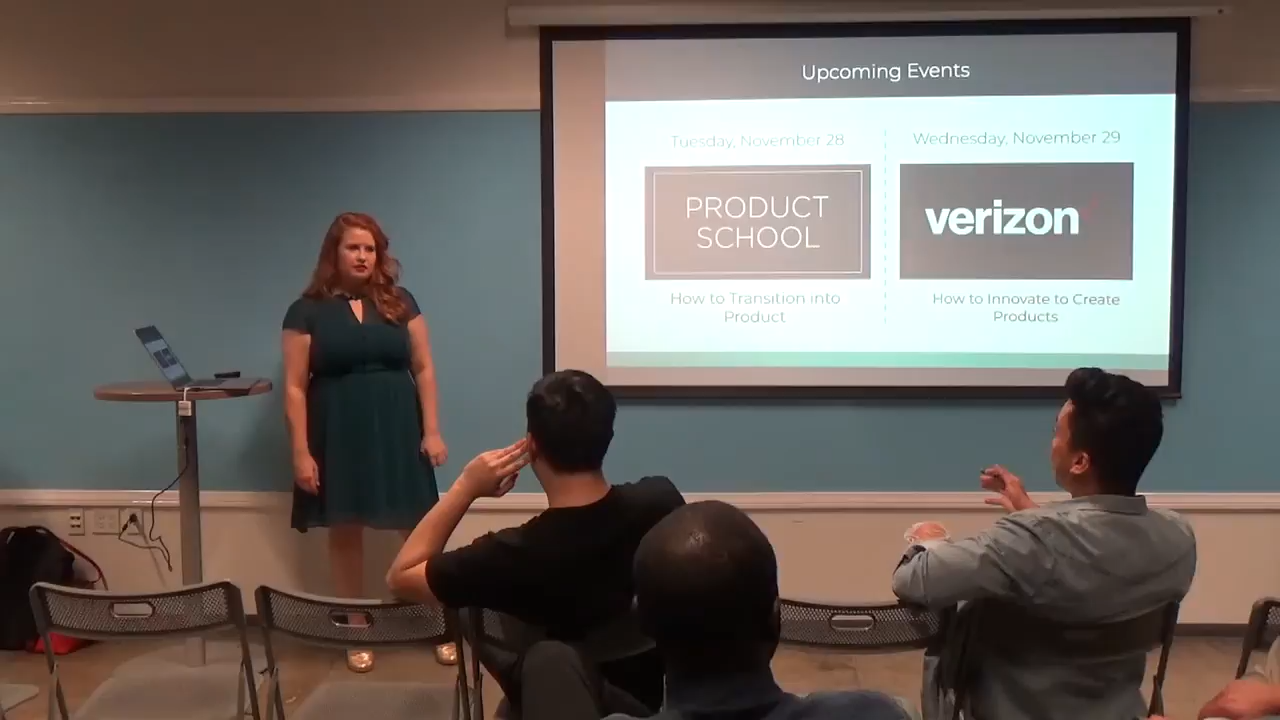 Upcoming Events
Tuesday, November 28
PRODUCT
SCHOOL
How to Transition into
Product
Wednesday, November 29
verizon
How to Innovate to Create
Products